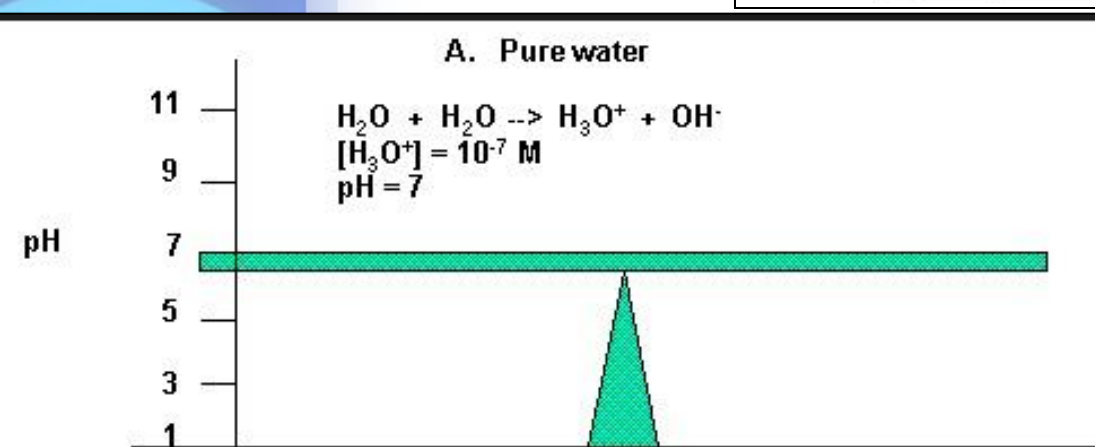 A. Pure water
11
H₂O + H₂O --> H₃O⁺ + OH⁻
[H₃O⁺] = 10⁻⁷ M
9
pH = 7
pH
7
5
3
1